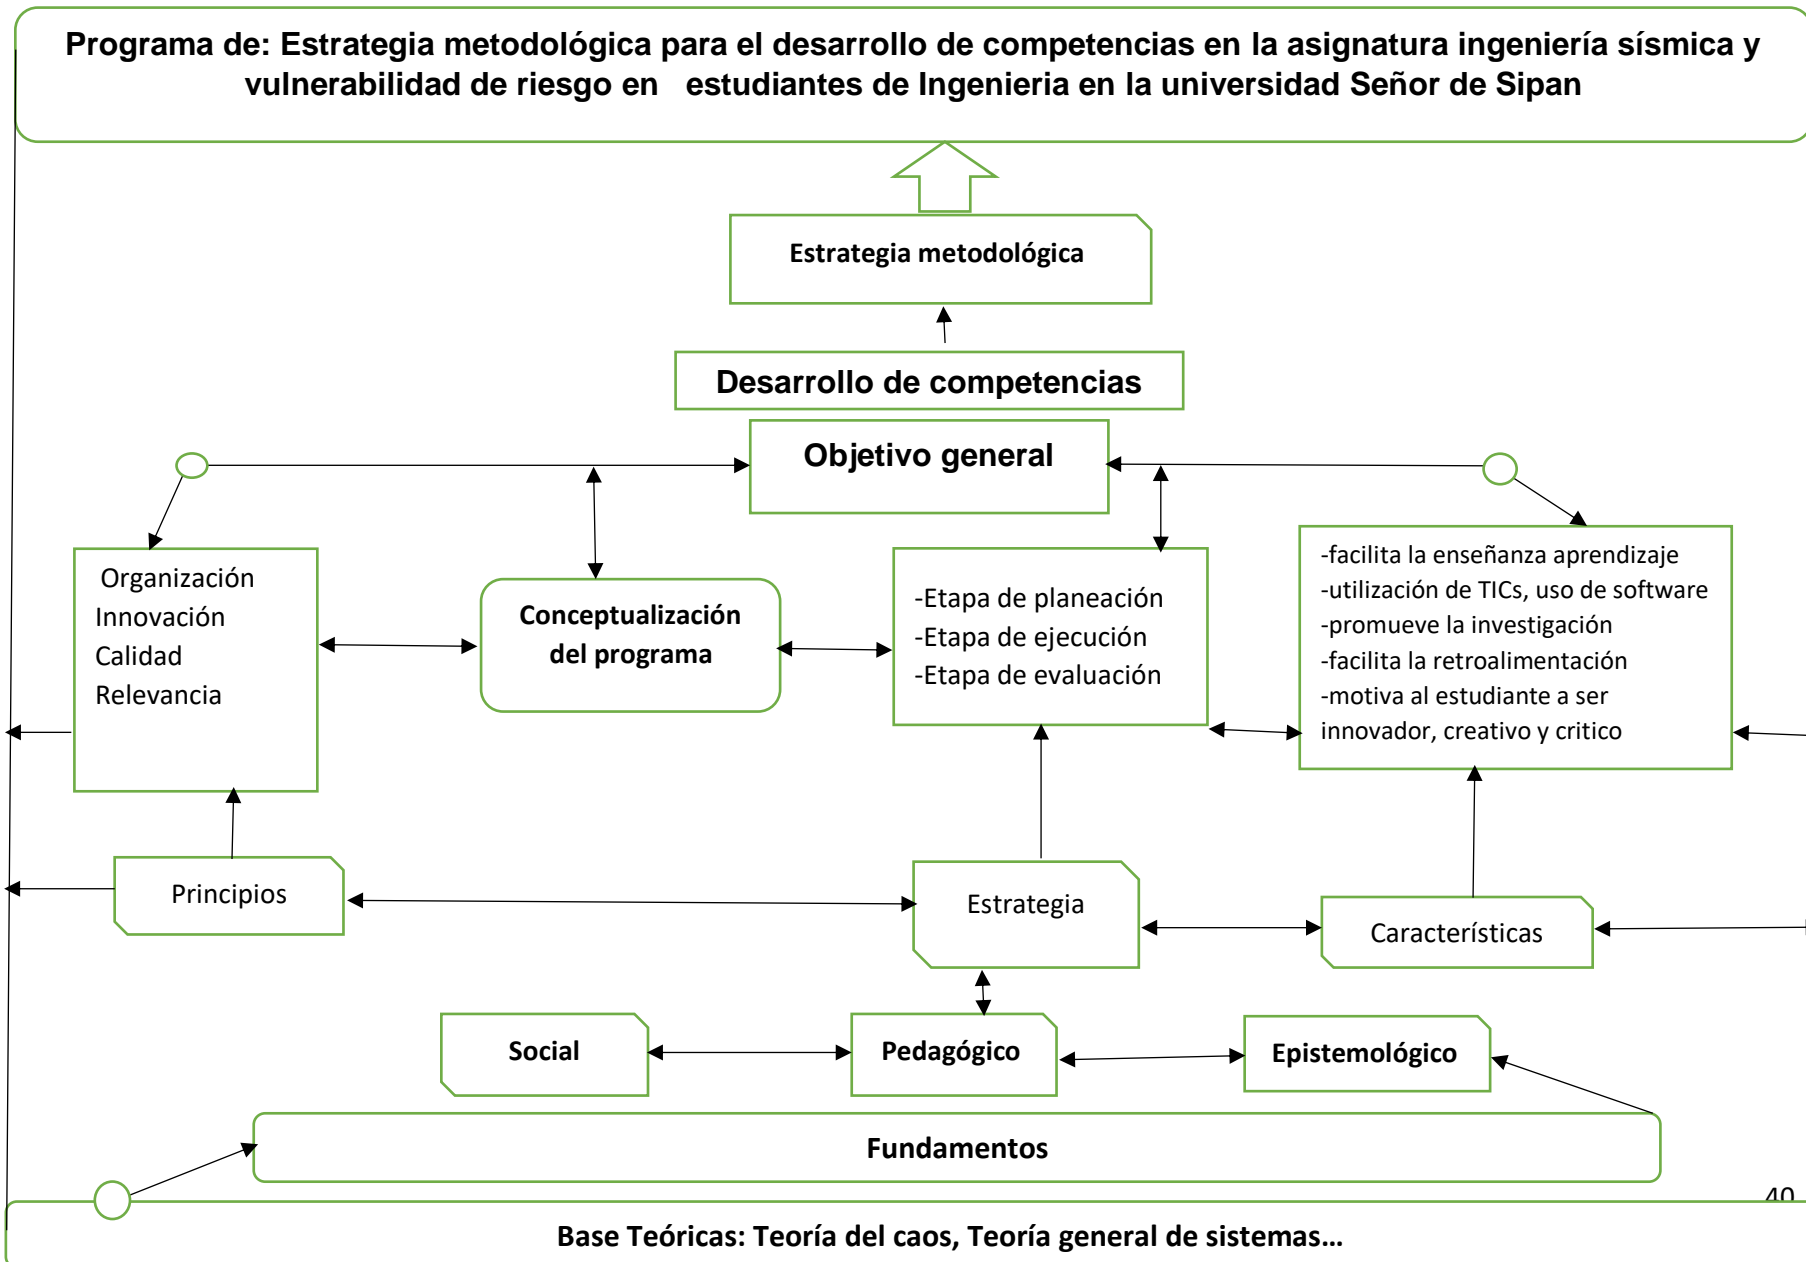 Programa de: Estrategia metodológica para el desarrollo de competencias en la asignatura ingeniería sísmica y
vulnerabilidad de riesgo en estudiantes de Ingenieria en la universidad Señor de Sipan
Estrategia metodológica
Desarrollo de competencias
Objetivo general
Organización
Innovación
Calidad
Relevancia
Conceptualización
del programa
-Etapa de planeación
-Etapa de ejecución
-Etapa de evaluación
-facilita la enseñanza aprendizaje
-utilización de TICs, uso de software
-promueve la investigación
-facilita la retroalimentación
-motiva al estudiante a ser
innovador, creativo y critico
Principios
Estrategia
Características
Social
Pedagógico
Epistemológico
Fundamentos
40
Base Teóricas: Teoría del caos, Teoría general de sistemas...